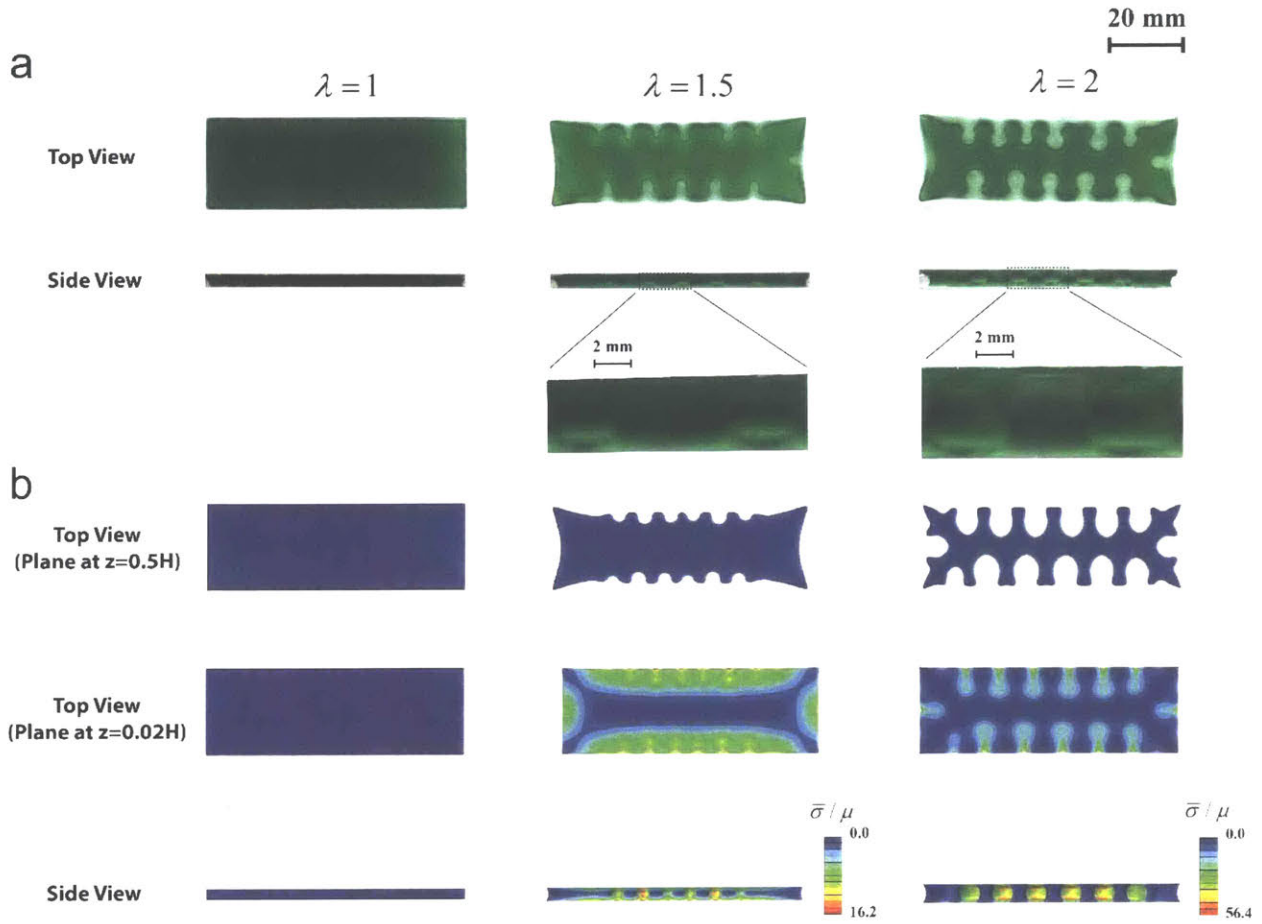 20 mm
a
λ = 1
λ = 1.5
λ = 2
Top View
Side View
2 mm
2 mm
b
Top View
(Plane at z=0.5H)
Top View
(Plane at z=0.02H)
σ̅ / μ
0.0
16.2
σ̅ / μ
0.0
56.4
Side View